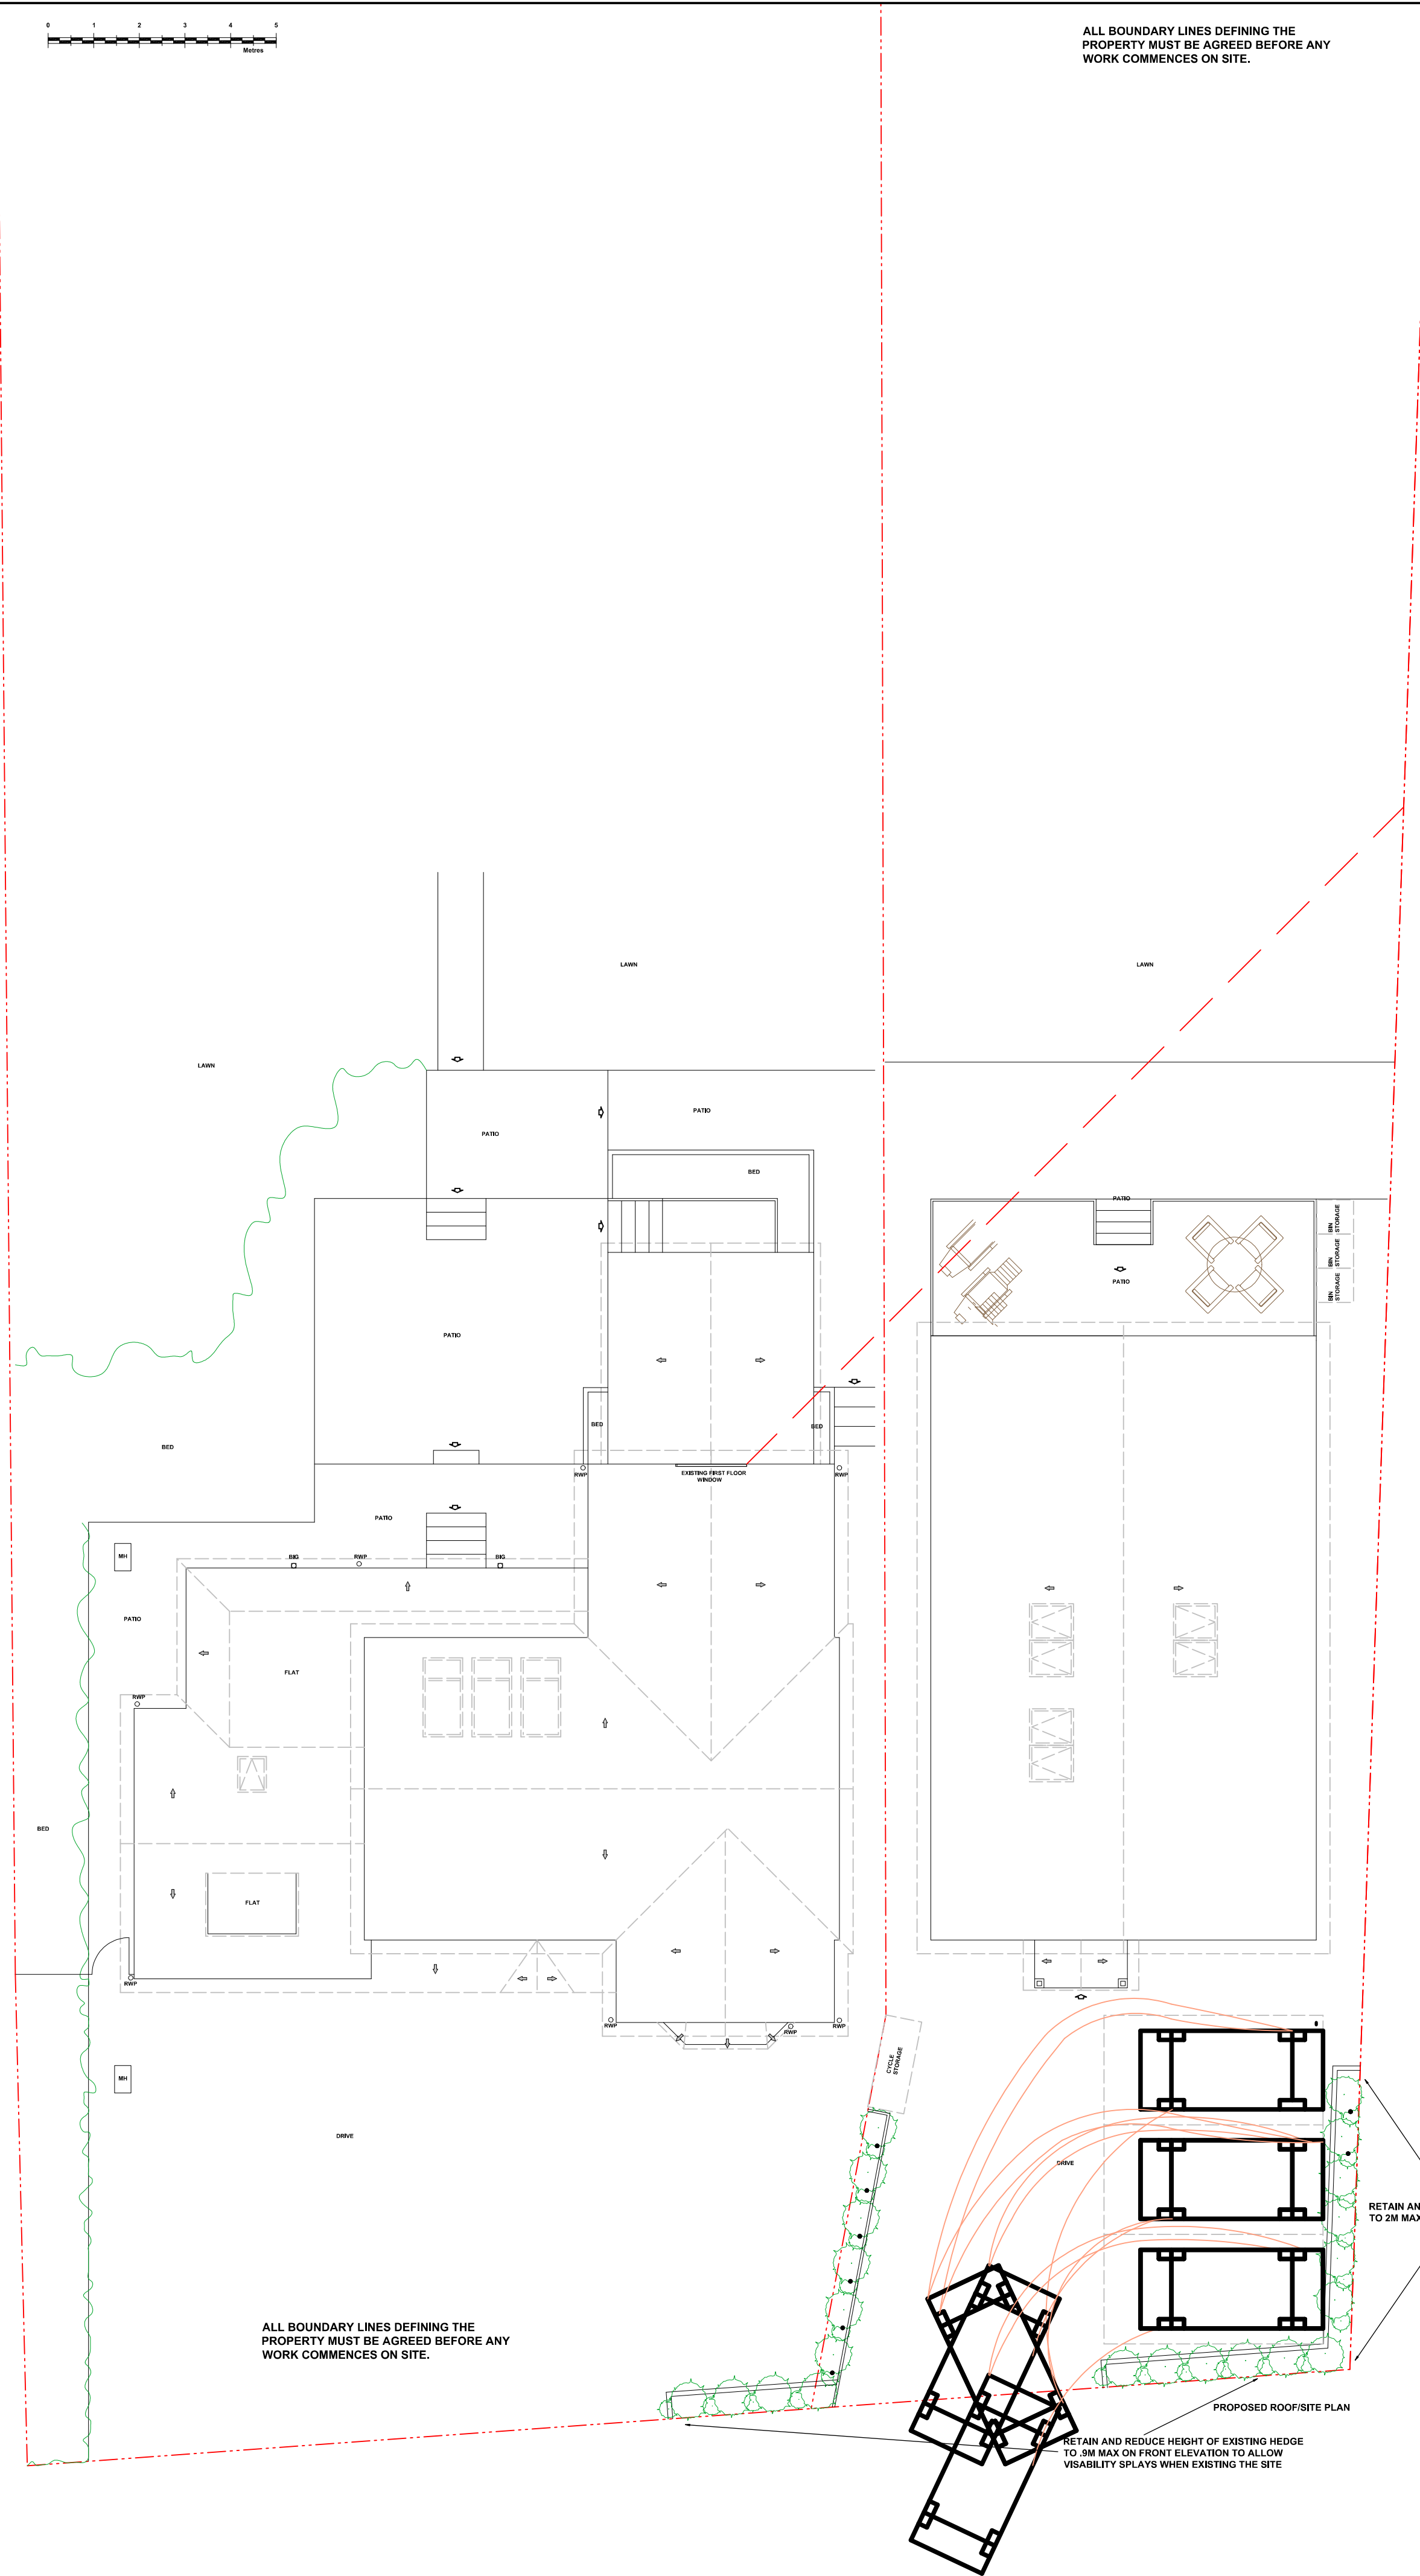 0 1 2 3 4 5
Metres
ALL BOUNDARY LINES DEFINING THE
PROPERTY MUST BE AGREED BEFORE ANY
WORK COMMENCES ON SITE.
LAWN
LAWN
LAWN
PATIO
PATIO
BED
PATIO
BIN
STORAGE
BIN
STORAGE
BIN
STORAGE
PATIO
PATIO
BED
BED
BED
EXISTING FIRST FLOOR
WINDOW
RWP
RWP
PATIO
MH
BIG
RWP
BIG
PATIO
FLAT
RWP
BED
FLAT
RWP
RWP
RWP
RWP
CYCLE
STORAGE
MH
DRIVE
DRIVE
RETAIN AN
TO 2M MAX
ALL BOUNDARY LINES DEFINING THE
PROPERTY MUST BE AGREED BEFORE ANY
WORK COMMENCES ON SITE.
PROPOSED ROOF/SITE PLAN
RETAIN AND REDUCE HEIGHT OF EXISTING HEDGE
TO .9M MAX ON FRONT ELEVATION TO ALLOW
VISABILITY SPLAYS WHEN EXISTING THE SITE